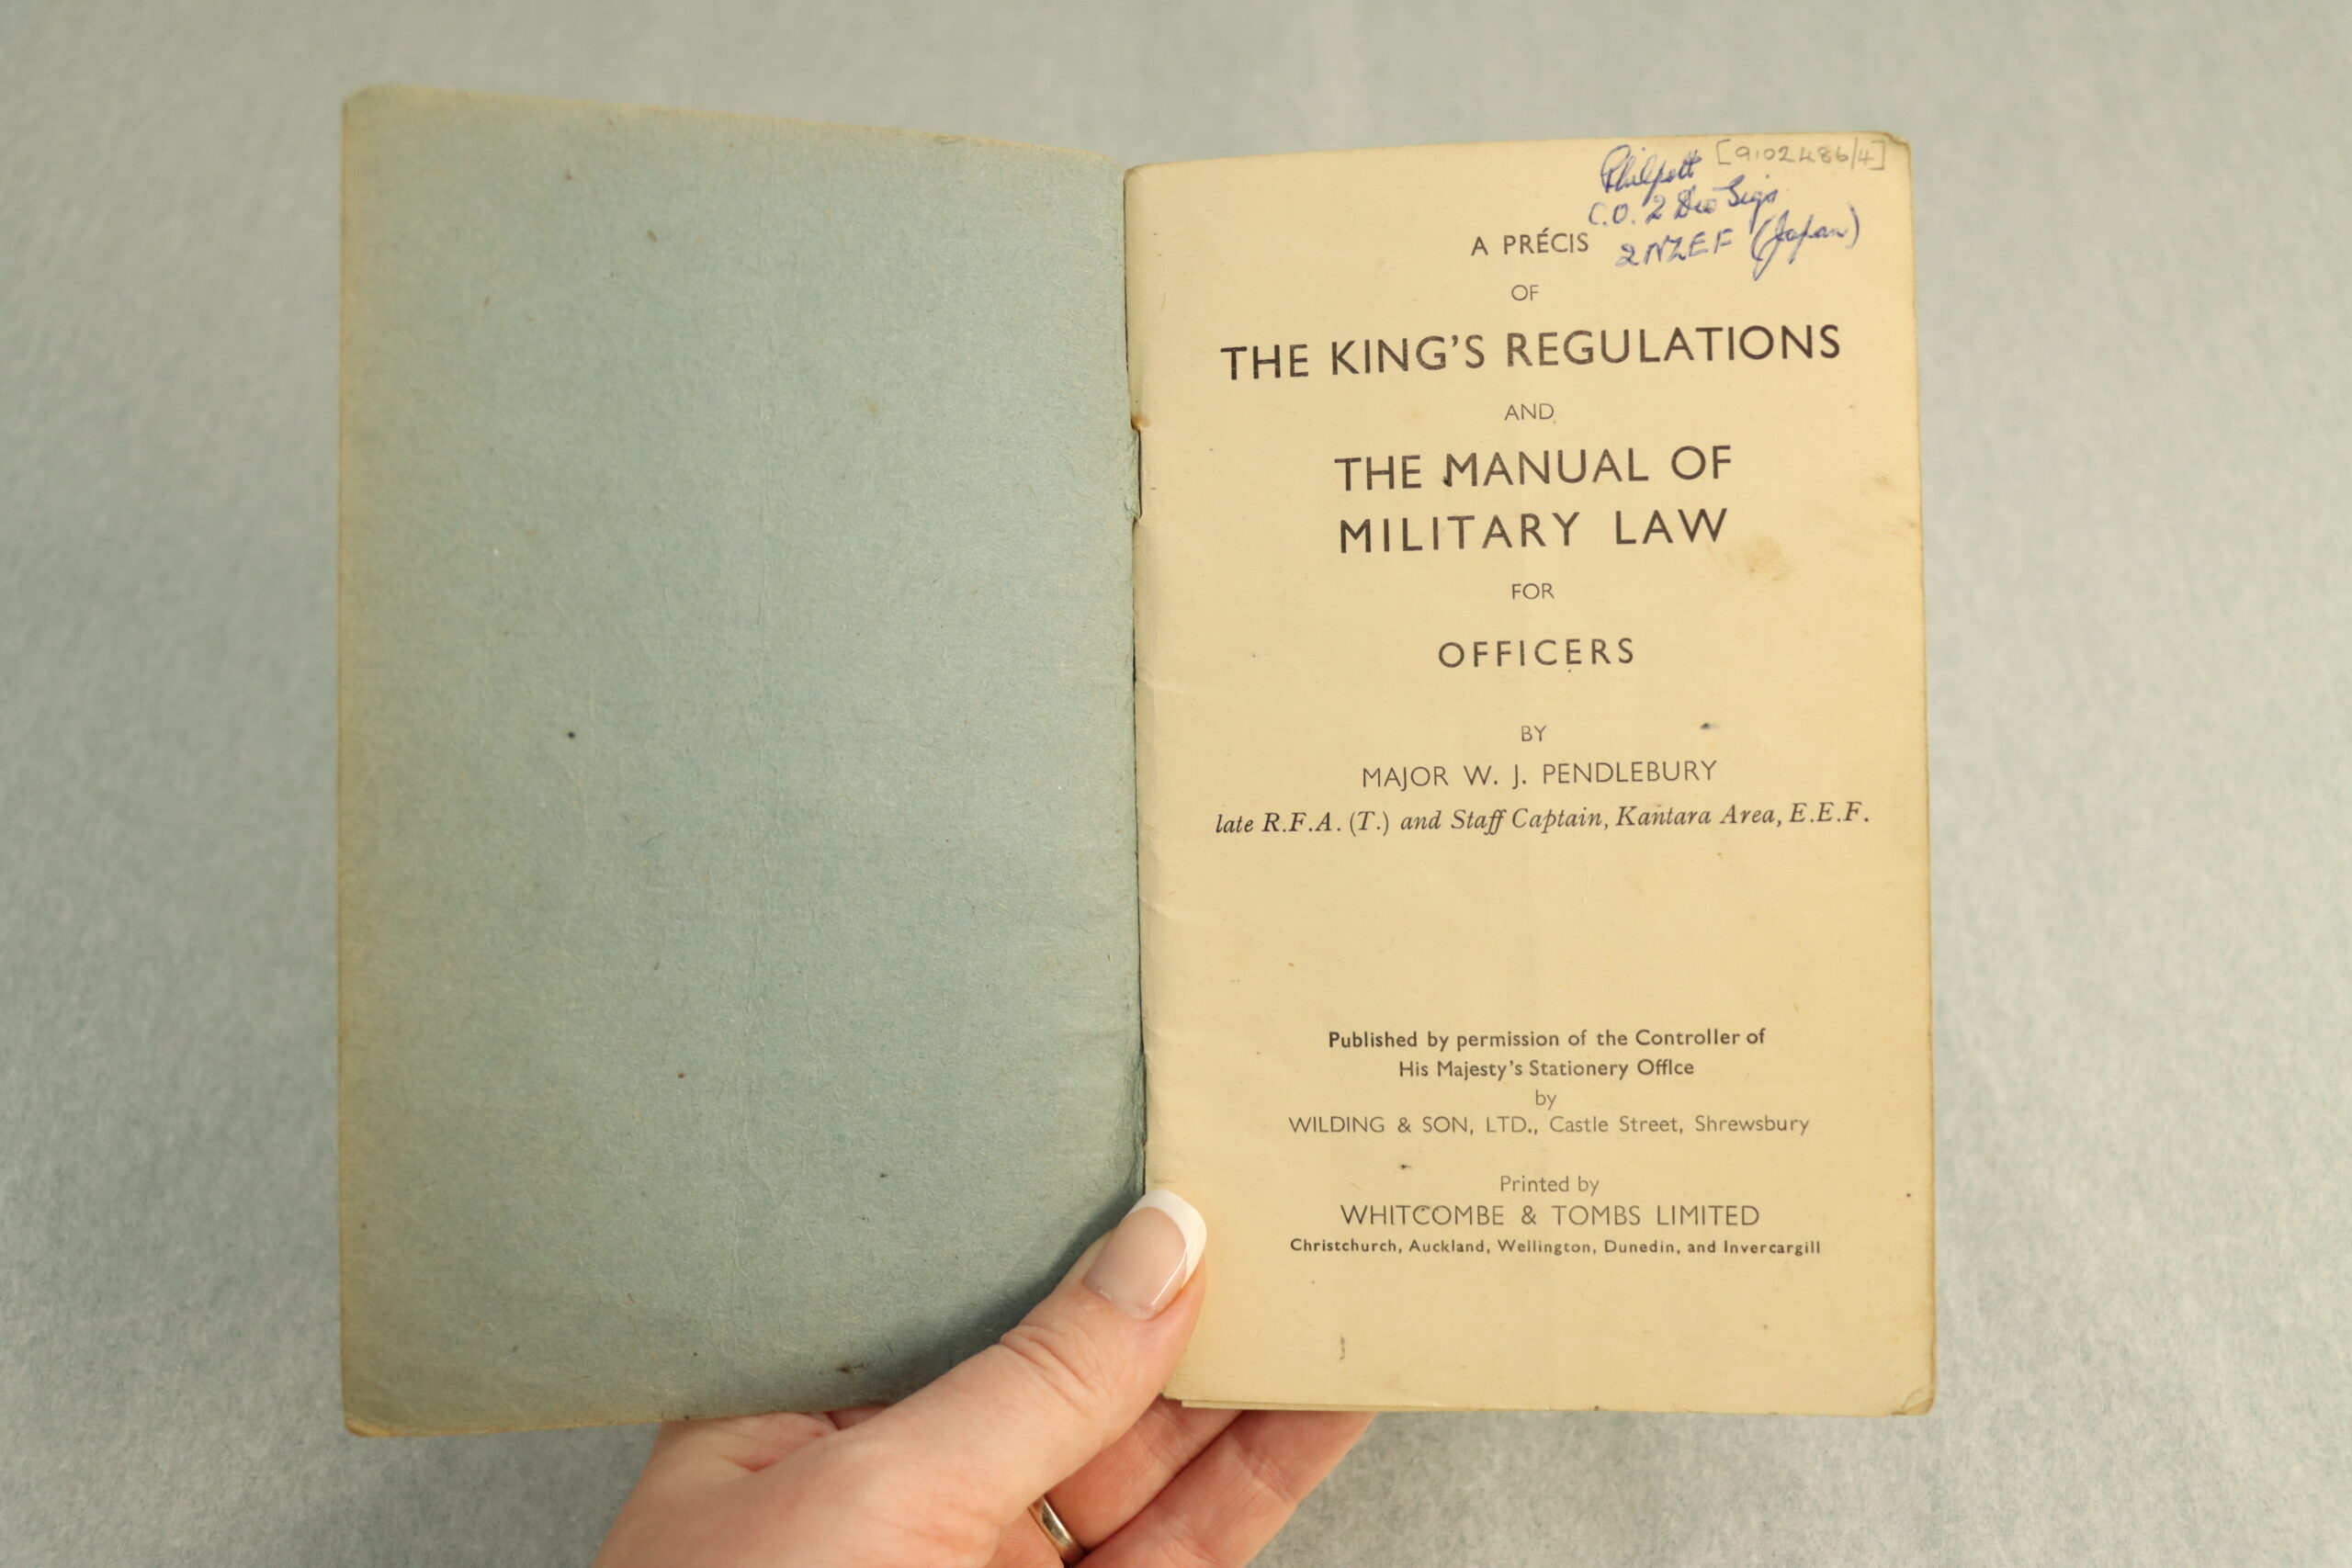 [9102486/4]
Philpott
C.O. 2 Div Sigs
2NZEF (Japan)
A PRÉCIS
OF
THE KING'S REGULATIONS
AND
THE MANUAL OF
MILITARY LAW
FOR
OFFICERS
BY
MAJOR W. J. PENDLEBURY
late R.F.A. (T.) and Staff Captain, Kantara Area, E.E.F.
Published by permission of the Controller of
His Majesty's Stationery Office
by
WILDING & SON, LTD., Castle Street, Shrewsbury
Printed by
WHITCOMBE & TOMBS LIMITED
Christchurch, Auckland, Wellington, Dunedin, and Invercargill